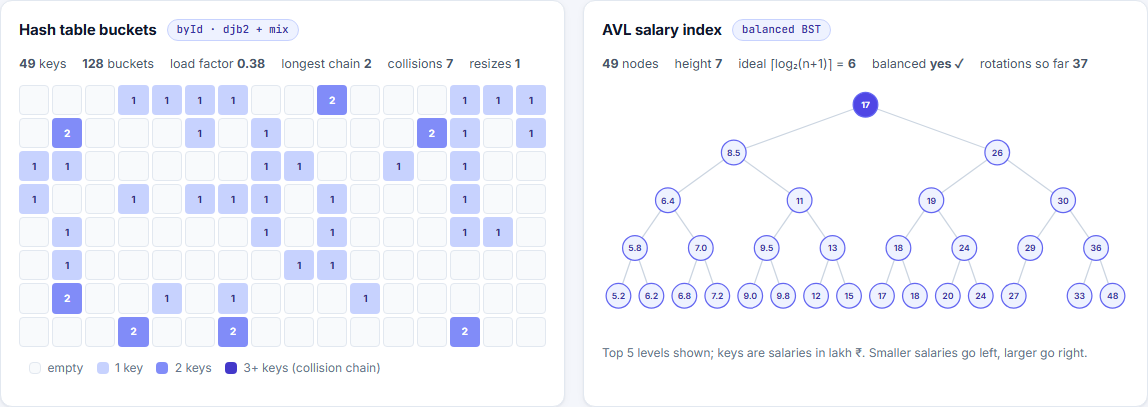 Hash table buckets byId · djb2 + mix
49 keys 128 buckets load factor 0.38 longest chain 2 collisions 7 resizes 1
1 1 1 1 2 1 1 1
2 1 1 2 1 1
1 1 1 1 1 1
1 1 1 1 1 1 1
1 1 1 1 1
1 1 1
2 1 1 1
2 2 2
empty 1 key 2 keys 3+ keys (collision chain)
AVL salary index balanced BST
49 nodes height 7 ideal ⌈log₂(n+1)⌉ = 6 balanced yes ✓ rotations so far 37
17
8.5 26
6.4 11 19 30
5.8 7.0 9.5 13 18 24 29 36
5.2 6.2 6.8 7.2 9.0 9.8 12 15 17 18 20 24 27 33 48
Top 5 levels shown; keys are salaries in lakh ₹. Smaller salaries go left, larger go right.